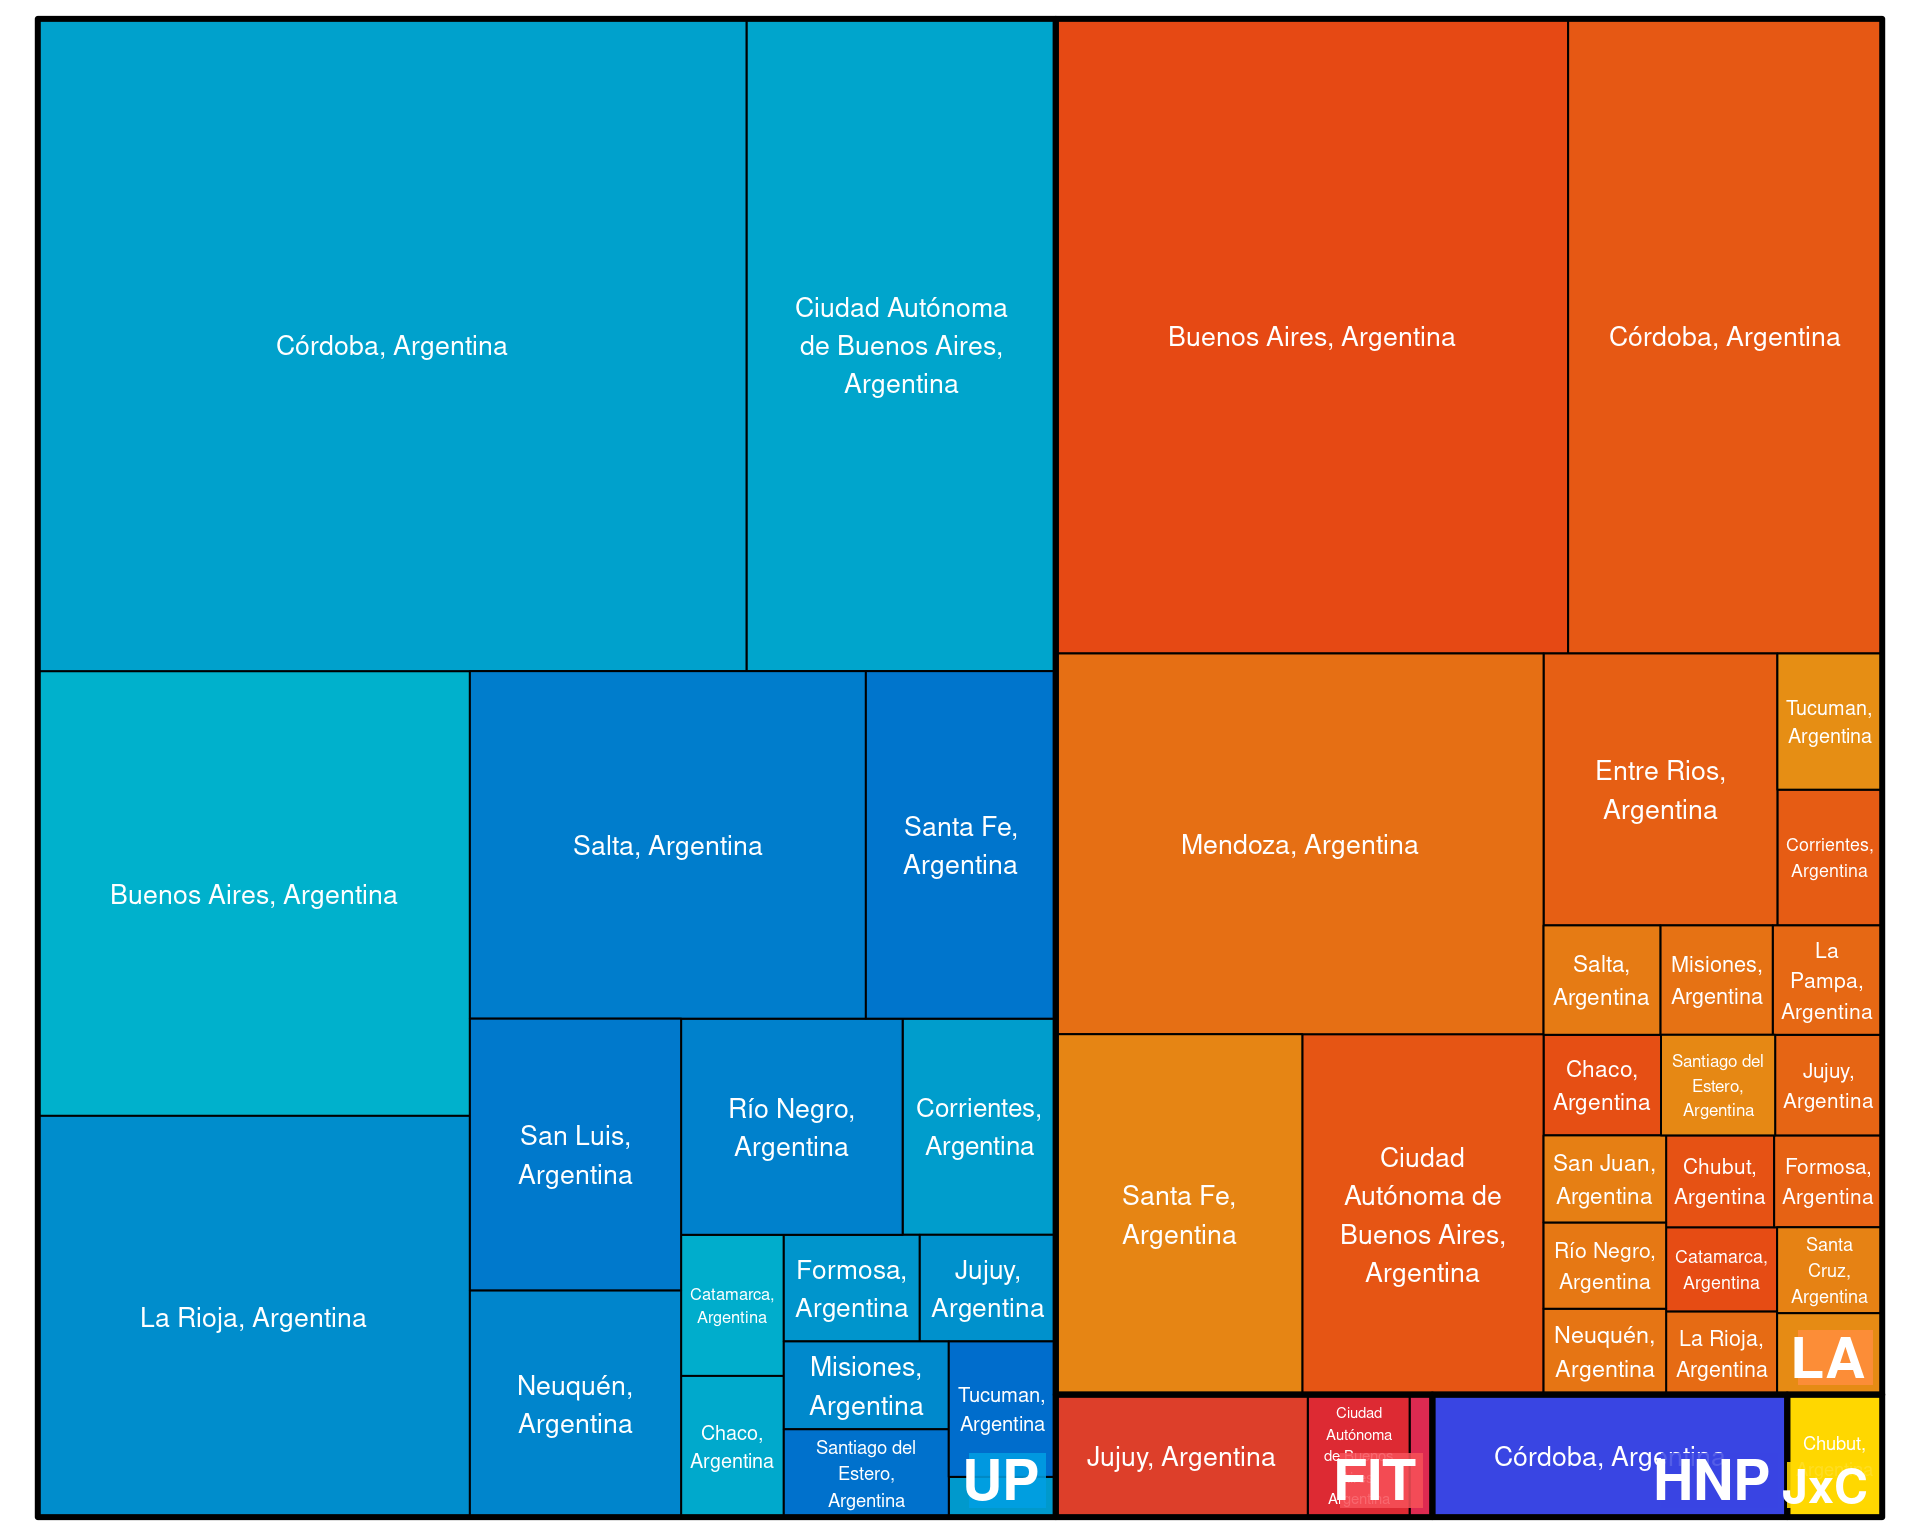 Córdoba, Argentina
Ciudad Autónoma
de Buenos Aires,
Argentina
Buenos Aires, Argentina
Salta, Argentina
Santa Fe,
Argentina
La Rioja, Argentina
San Luis,
Argentina
Río Negro,
Argentina
Corrientes,
Argentina
Neuquén,
Argentina
Catamarca,
Argentina
Formosa,
Argentina
Jujuy,
Argentina
Chaco,
Argentina
Misiones,
Argentina
Tucuman,
Argentina
Santiago del
Estero,
Argentina
UP
Buenos Aires, Argentina
Córdoba, Argentina
Mendoza, Argentina
Entre Rios,
Argentina
Tucuman,
Argentina
Corrientes,
Argentina
Salta,
Argentina
Misiones,
Argentina
La
Pampa,
Argentina
Santa Fe,
Argentina
Ciudad
Autónoma de
Buenos Aires,
Argentina
Chaco,
Argentina
Santiago del
Estero,
Argentina
Jujuy,
Argentina
San Juan,
Argentina
Chubut,
Argentina
Formosa,
Argentina
Río Negro,
Argentina
Catamarca,
Argentina
Santa
Cruz,
Argentina
Neuquén,
Argentina
La Rioja,
Argentina
LA
Jujuy, Argentina
Ciudad
Autónoma
de Buenos
Argentina
FIT
Córdoba, Argentina
HNP
Chubut,
JxC